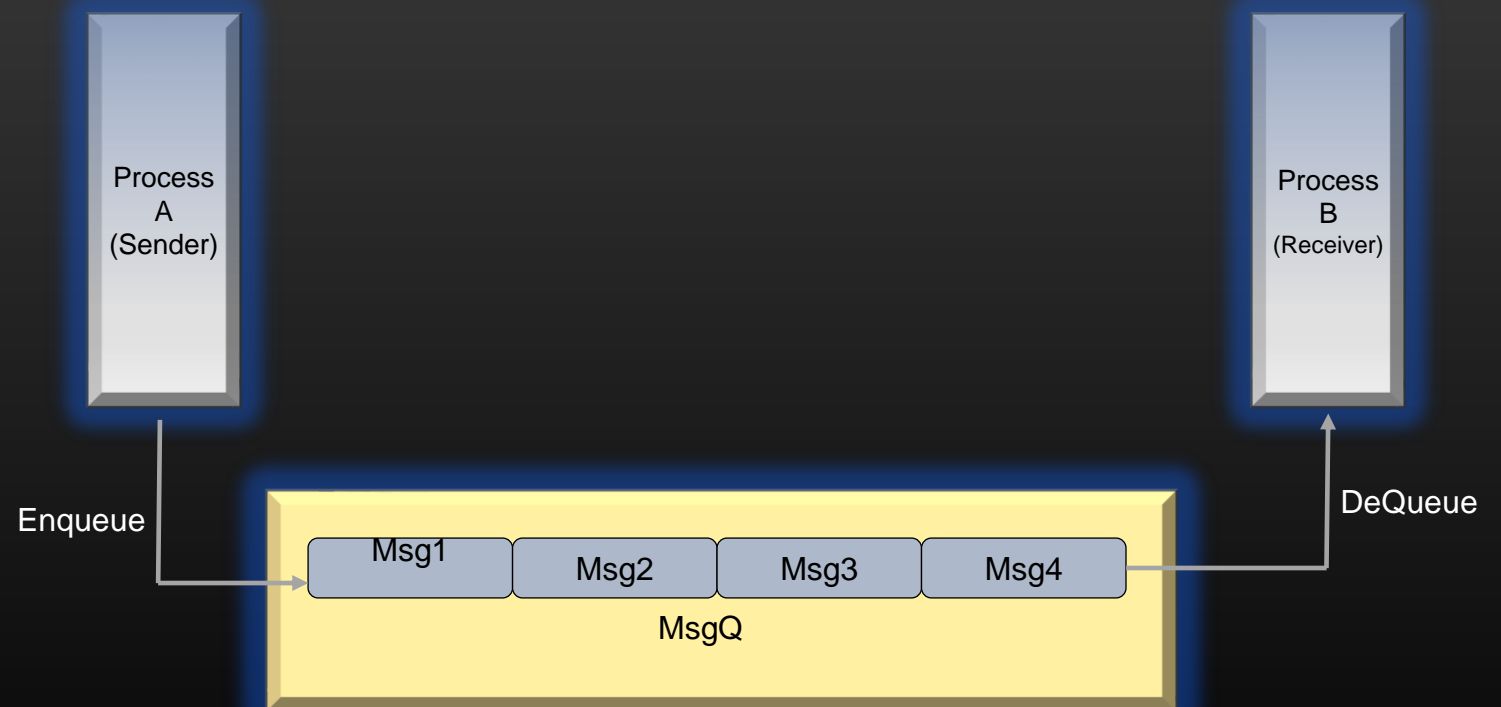 Process
A
(Sender)
Process
B
(Receiver)
Enqueue
DeQueue
Msg1
Msg2
Msg3
Msg4
MsgQ